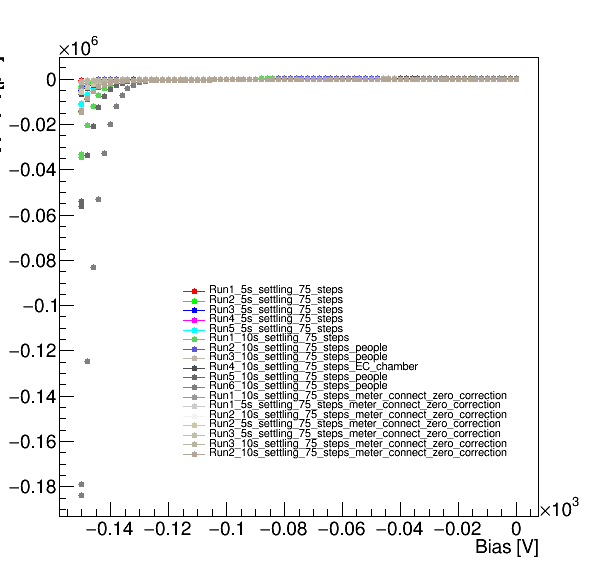 ×10⁶
0
−0.02
−0.04
−0.06
−0.08
−0.1
−0.12
−0.14
−0.16
−0.18
Run1_5s_settling_75_steps
Run2_5s_settling_75_steps
Run3_5s_settling_75_steps
Run4_5s_settling_75_steps
Run5_5s_settling_75_steps
Run1_10s_settling_75_steps
Run2_10s_settling_75_steps_people
Run3_10s_settling_75_steps_people
Run4_10s_settling_75_steps_EC_chamber
Run5_10s_settling_75_steps_people
Run6_10s_settling_75_steps_people
Run1_10s_settling_75_steps_meter_connect_zero_correction
Run1_5s_settling_75_steps_meter_connect_zero_correction
Run2_10s_settling_75_steps_meter_connect_zero_correction
Run2_5s_settling_75_steps_meter_connect_zero_correction
Run3_5s_settling_75_steps_meter_connect_zero_correction
Run3_10s_settling_75_steps_meter_connect_zero_correction
Run2_10s_settling_75_steps_meter_connect_zero_correction
−0.14 −0.12 −0.1 −0.08 −0.06 −0.04 −0.02 0
×10³
Bias [V]